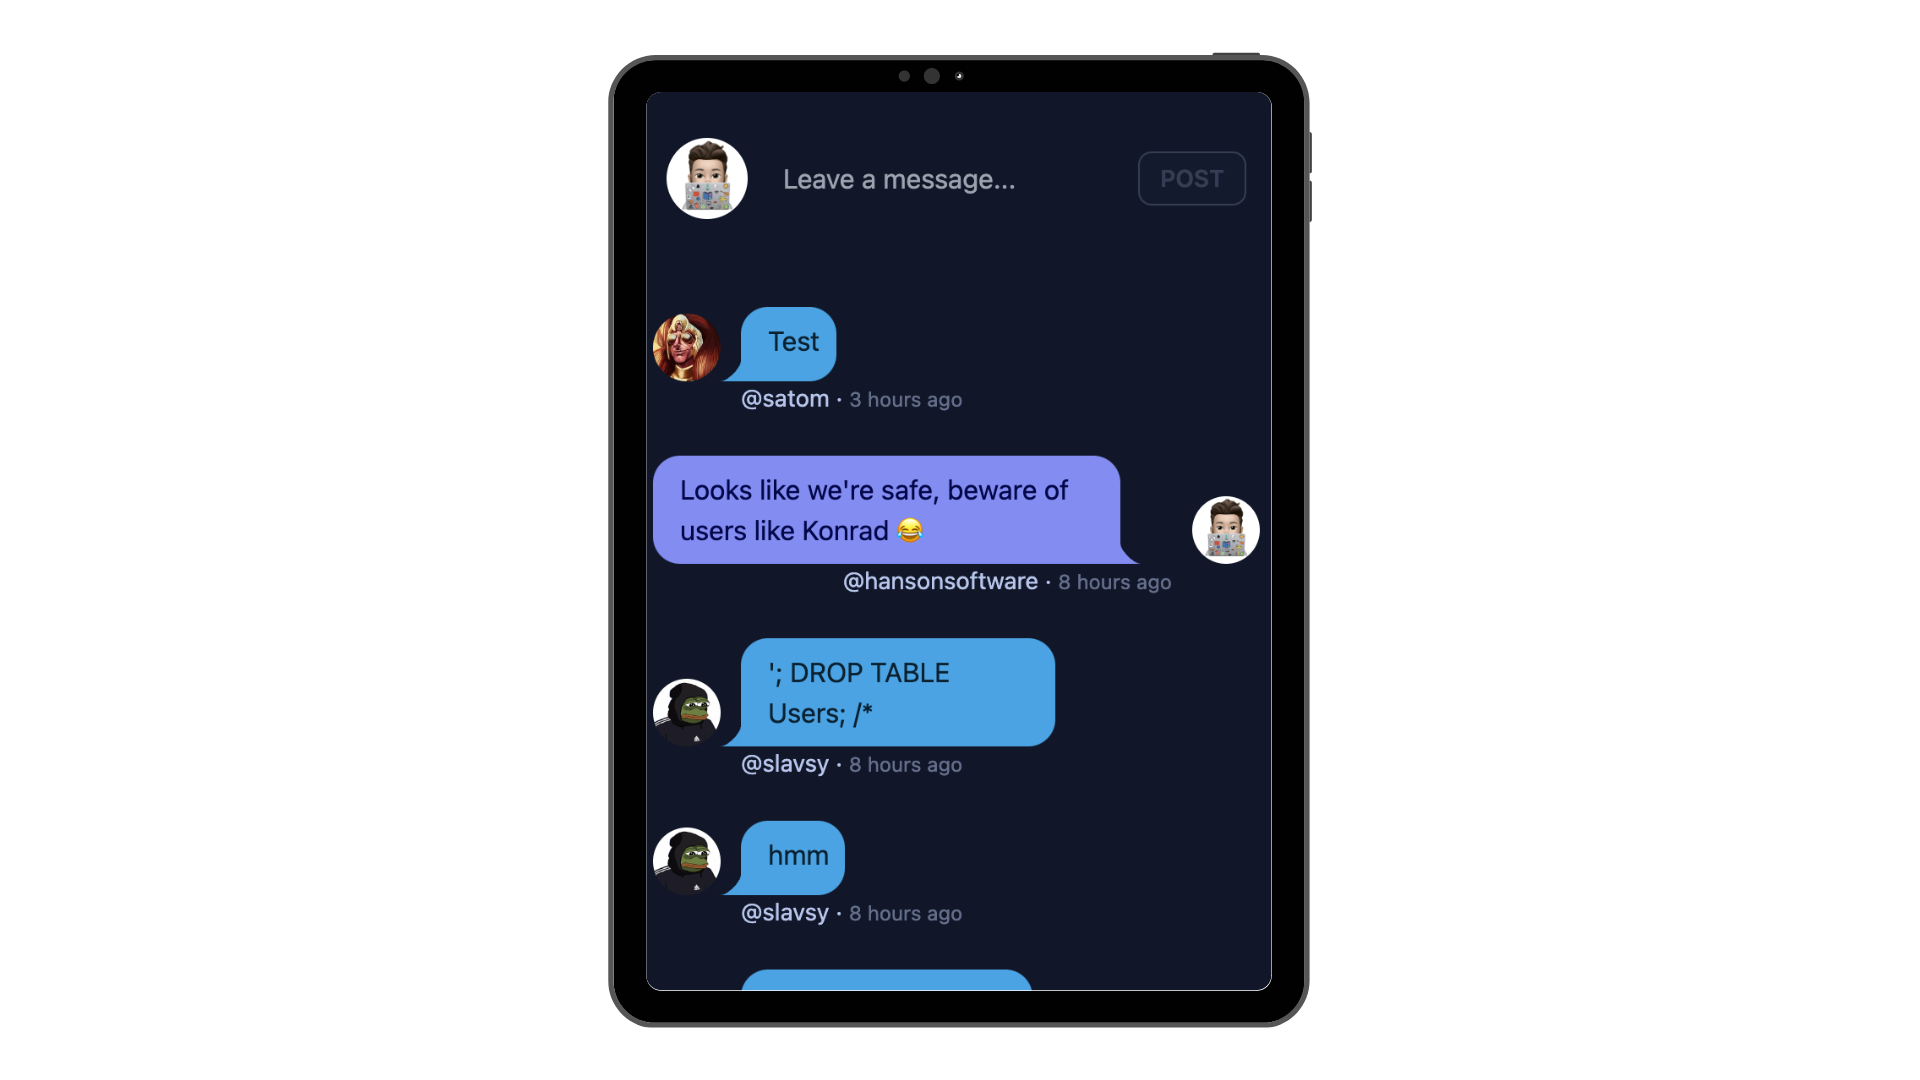 Leave a message...
POST
Test
@satom · 3 hours ago
Looks like we're safe, beware of
users like Konrad 😂
@hansonsoftware · 8 hours ago
'; DROP TABLE
Users; /*
@slavsy · 8 hours ago
hmm
@slavsy · 8 hours ago